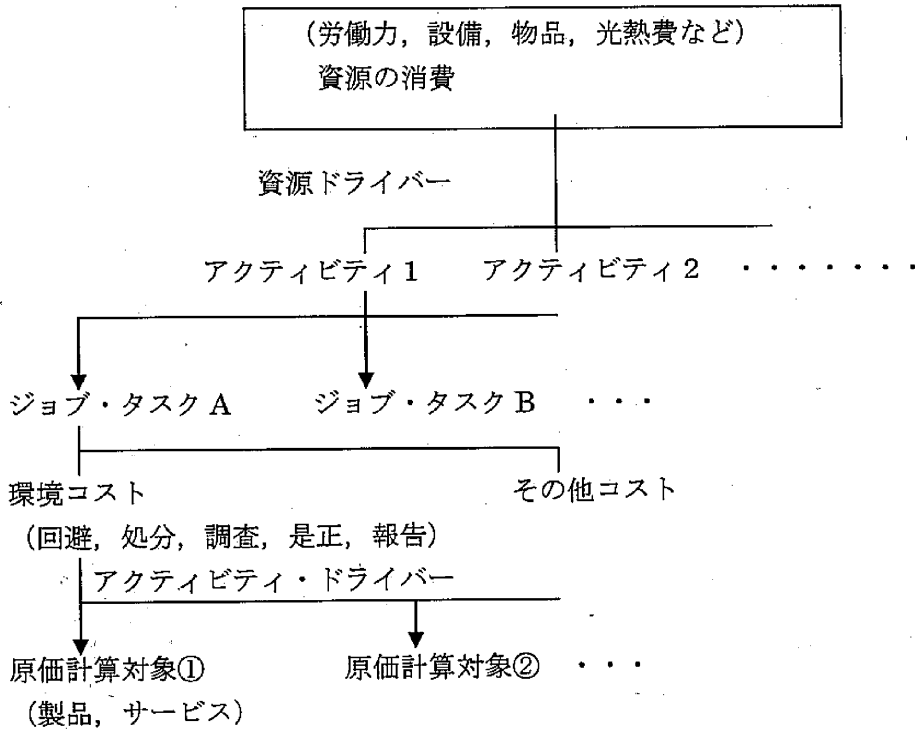 （労働力，設備，物品，光熱費など）
資源の消費
資源ドライバー
アクティビティ1 アクティビティ2 ・・・・・・・
ジョブ・タスクA ジョブ・タスクB ・・・
環境コスト その他コスト
（回避，処分，調査，是正，報告）
アクティビティ・ドライバー
原価計算対象① 原価計算対象② ・・・
（製品，サービス）